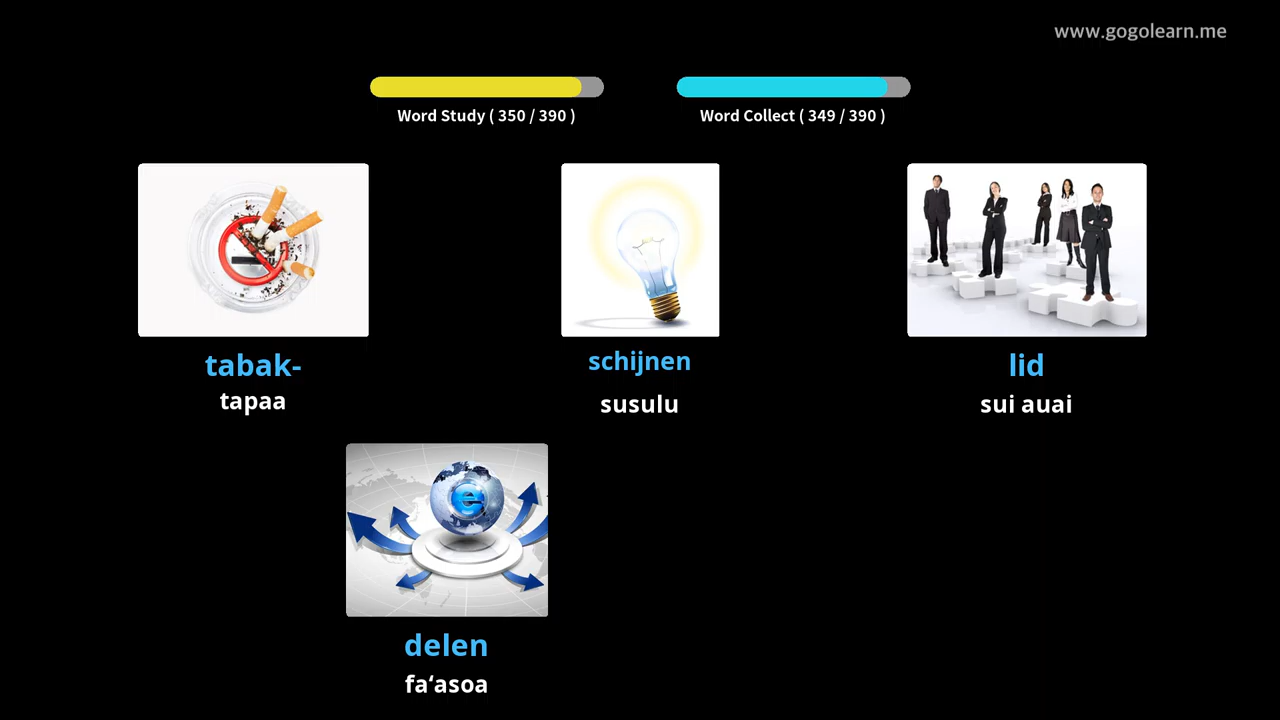 www.gogolearn.me
Word Study ( 350 / 390 )
Word Collect ( 349 / 390 )
tabak-
tapaa
schijnen
susulu
lid
sui auai
e
delen
fa‘asoa